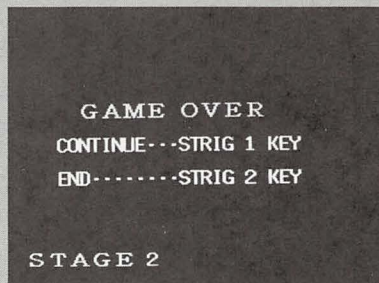 GAME OVER
CONTINUE···STRIG 1 KEY
END········STRIG 2 KEY
STAGE 2